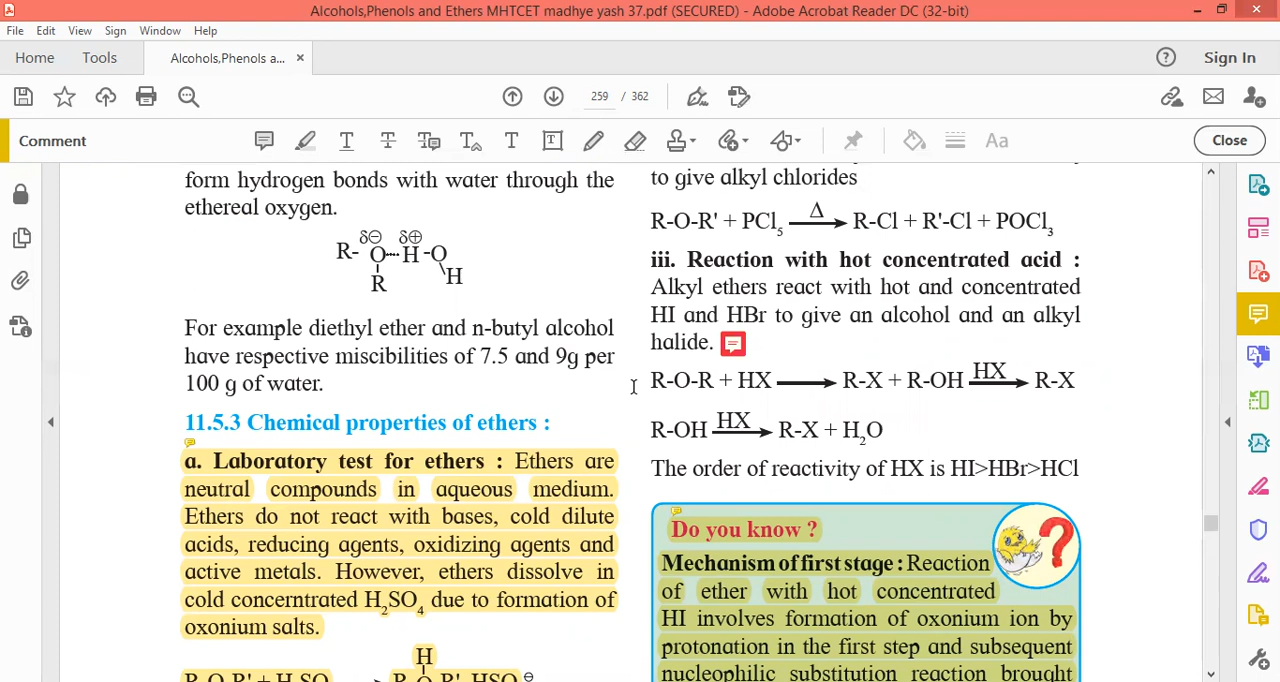 Alcohols,Phenols and Ethers MHTCET madhye yash 37.pdf (SECURED) - Adobe Acrobat Reader DC (32-bit)
File Edit View Sign Window Help
Home Tools Alcohols,Phenols a... × Sign In
259 / 362
Comment Close
form hydrogen bonds with water through the
ethereal oxygen.
δ⊖ δ⊕
R- O····H -O
R H
For example diethyl ether and n-butyl alcohol
have respective miscibilities of 7.5 and 9g per
100 g of water.
11.5.3 Chemical properties of ethers :
a. Laboratory test for ethers : Ethers are
neutral compounds in aqueous medium.
Ethers do not react with bases, cold dilute
acids, reducing agents, oxidizing agents and
active metals. However, ethers dissolve in
cold concerntrated H₂SO₄ due to formation of
oxonium salts.
H
to give alkyl chlorides
R-O-R' + PCl₅ —Δ→ R-Cl + R'-Cl + POCl₃
iii. Reaction with hot concentrated acid :
Alkyl ethers react with hot and concentrated
HI and HBr to give an alcohol and an alkyl
halide.
R-O-R + HX ⟶ R-X + R-OH —HX→ R-X
R-OH —HX→ R-X + H₂O
The order of reactivity of HX is HI>HBr>HCl
Do you know ?
?
Mechanism of first stage : Reaction
of ether with hot concentrated
HI involves formation of oxonium ion by
protonation in the first step and subsequent
nucleophilic substitution reaction brought